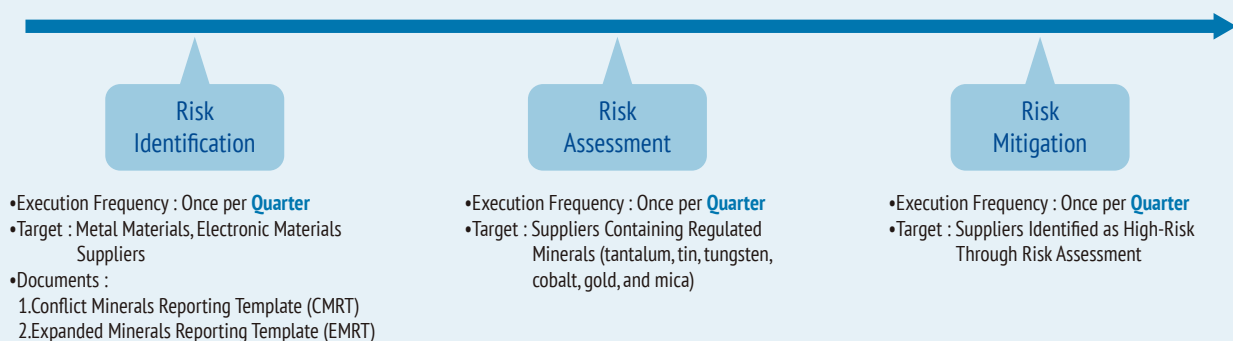 Risk
Identification
•Execution Frequency : Once per Quarter
•Target : Metal Materials, Electronic Materials
Suppliers
•Documents :
1.Conflict Minerals Reporting Template (CMRT)
2.Expanded Minerals Reporting Template (EMRT)
Risk
Assessment
•Execution Frequency : Once per Quarter
•Target : Suppliers Containing Regulated
Minerals (tantalum, tin, tungsten,
cobalt, gold, and mica)
Risk
Mitigation
•Execution Frequency : Once per Quarter
•Target : Suppliers Identified as High-Risk
Through Risk Assessment